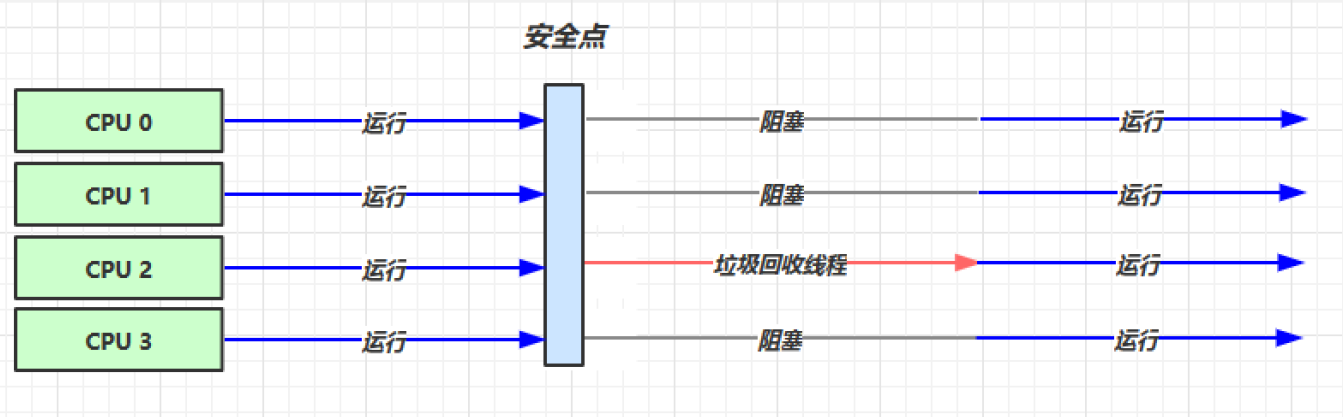 安全点
CPU 0 运行 阻塞 运行
CPU 1 运行 阻塞 运行
CPU 2 运行 垃圾回收线程 运行
CPU 3 运行 阻塞 运行